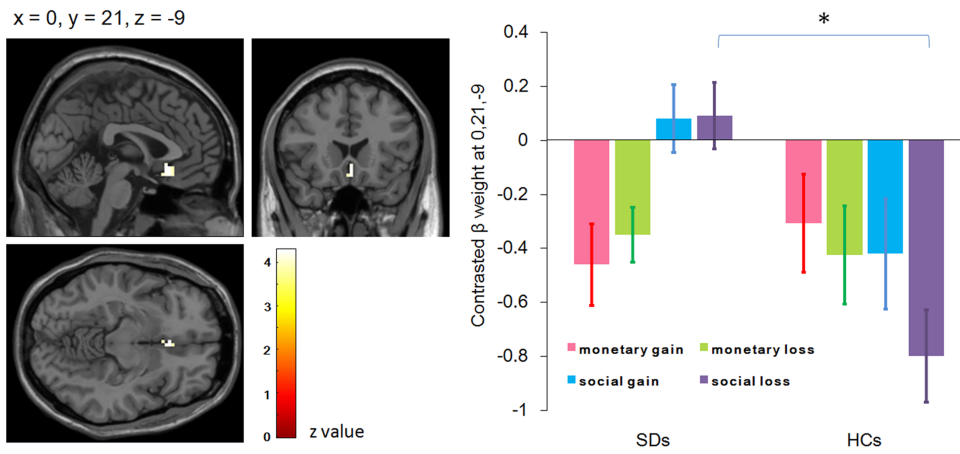 x = 0, y = 21, z = -9
4
3
2
1
0
z value
*
Contrasted β weight at 0,21,-9
0.4
0.2
0
-0.2
-0.4
-0.6
-0.8
-1
monetary gain
monetary loss
social gain
social loss
SDs
HCs